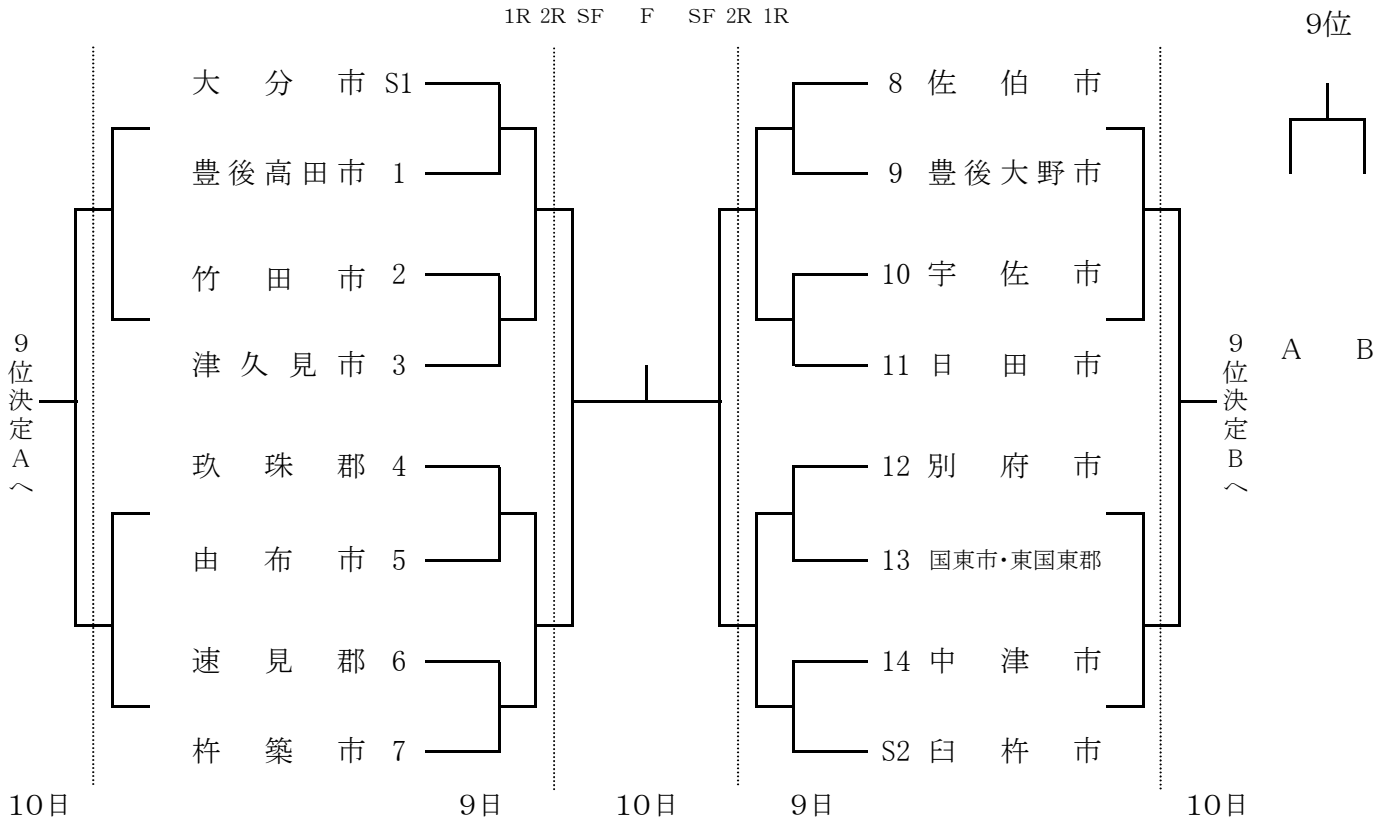 1R 2R SF F SF 2R 1R
9位
大分市 S1
8 佐伯市
豊後高田市 1
9 豊後大野市
竹田市 2
10 宇佐市
9位決定Aへ
津久見市 3
11 日田市
9位決定Bへ
A B
玖珠郡 4
12 別府市
由布市 5
13 国東市・東国東郡
速見郡 6
14 中津市
杵築市 7
S2 臼杵市
10日 9日 10日 9日 10日